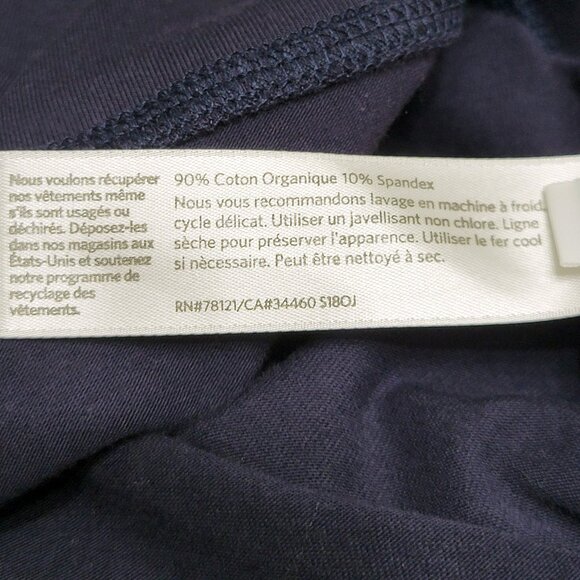 Nous voulons récupérer
nos vêtements même
s'ils sont usagés ou
déchirés. Déposez-les
dans nos magasins aux
États-Unis et soutenez
notre programme de
recyclage des
vêtements.
90% Coton Organique 10% Spandex
Nous vous recommandons lavage en machine à froid,
cycle délicat. Utiliser un javellisant non chlore. Ligne
sèche pour préserver l'apparence. Utiliser le fer cool
si nècessaire. Peut être nettoyé à sec.
RN#78121/CA#34460 S18OJ